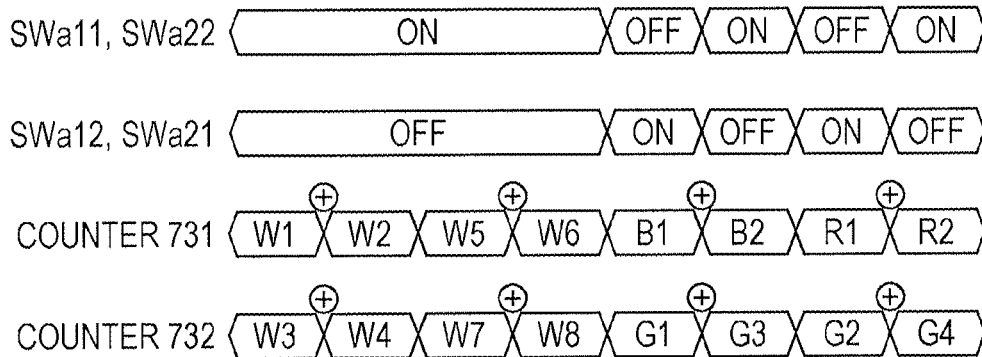 SWa11, SWa22 ON OFF ON OFF ON
SWa12, SWa21 OFF ON OFF ON OFF
+ + + +
COUNTER 731 W1 W2 W5 W6 B1 B2 R1 R2
+ + + +
COUNTER 732 W3 W4 W7 W8 G1 G3 G2 G4